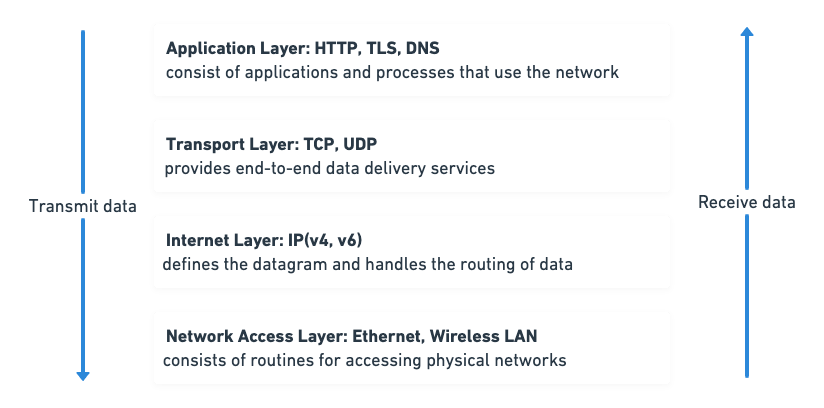 Application Layer: HTTP, TLS, DNS
consist of applications and processes that use the network
Transport Layer: TCP, UDP
provides end-to-end data delivery services
Transmit data
Receive data
Internet Layer: IP(v4, v6)
defines the datagram and handles the routing of data
Network Access Layer: Ethernet, Wireless LAN
consists of routines for accessing physical networks